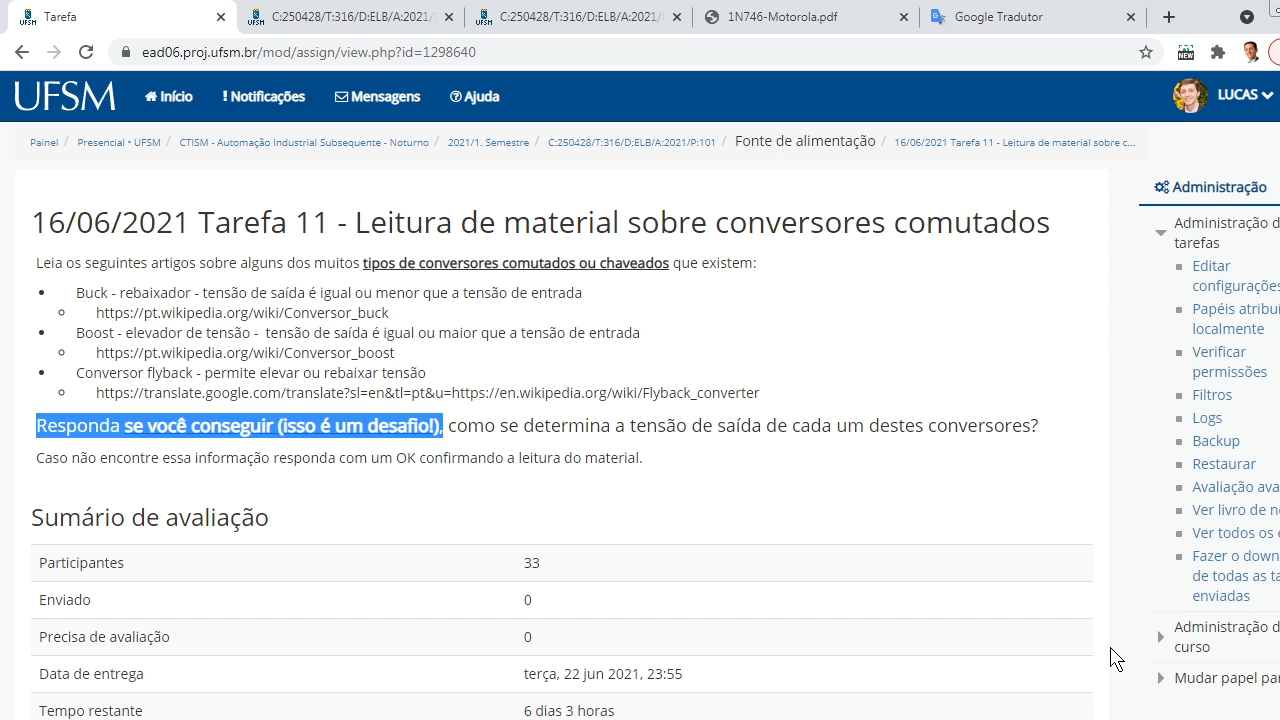 Tarefa
C:250428/T:316/D:ELB/A:2021/
C:250428/T:316/D:ELB/A:2021/
1N746-Motorola.pdf
Google Tradutor
ead06.proj.ufsm.br/mod/assign/view.php?id=1298640
NEW
UFSM
Início
Notificações
Mensagens
Ajuda
LUCAS
Painel / Presencial • UFSM / CTISM - Automação Industrial Subsequente - Noturno / 2021/1. Semestre / C:250428/T:316/D:ELB/A:2021/P:101 / Fonte de alimentação / 16/06/2021 Tarefa 11 - Leitura de material sobre c...
16/06/2021 Tarefa 11 - Leitura de material sobre conversores comutados
Leia os seguintes artigos sobre alguns dos muitos tipos de conversores comutados ou chaveados que existem:
Buck - rebaixador - tensão de saída é igual ou menor que a tensão de entrada
https://pt.wikipedia.org/wiki/Conversor_buck
Boost - elevador de tensão - tensão de saída é igual ou maior que a tensão de entrada
https://pt.wikipedia.org/wiki/Conversor_boost
Conversor flyback - permite elevar ou rebaixar tensão
https://translate.google.com/translate?sl=en&tl=pt&u=https://en.wikipedia.org/wiki/Flyback_converter
Responda se você conseguir (isso é um desafio!), como se determina a tensão de saída de cada um destes conversores?
Caso não encontre essa informação responda com um OK confirmando a leitura do material.
Sumário de avaliação
Participantes 33
Enviado 0
Precisa de avaliação 0
Data de entrega terça, 22 jun 2021, 23:55
Tempo restante 6 dias 3 horas
Administração
Administração d
tarefas
Editar
configurações
Papéis atribuí
localmente
Verificar
permissões
Filtros
Logs
Backup
Restaurar
Avaliação ava
Ver livro de n
Ver todos os e
Fazer o down
de todas as ta
enviadas
Administração d
curso
Mudar papel par